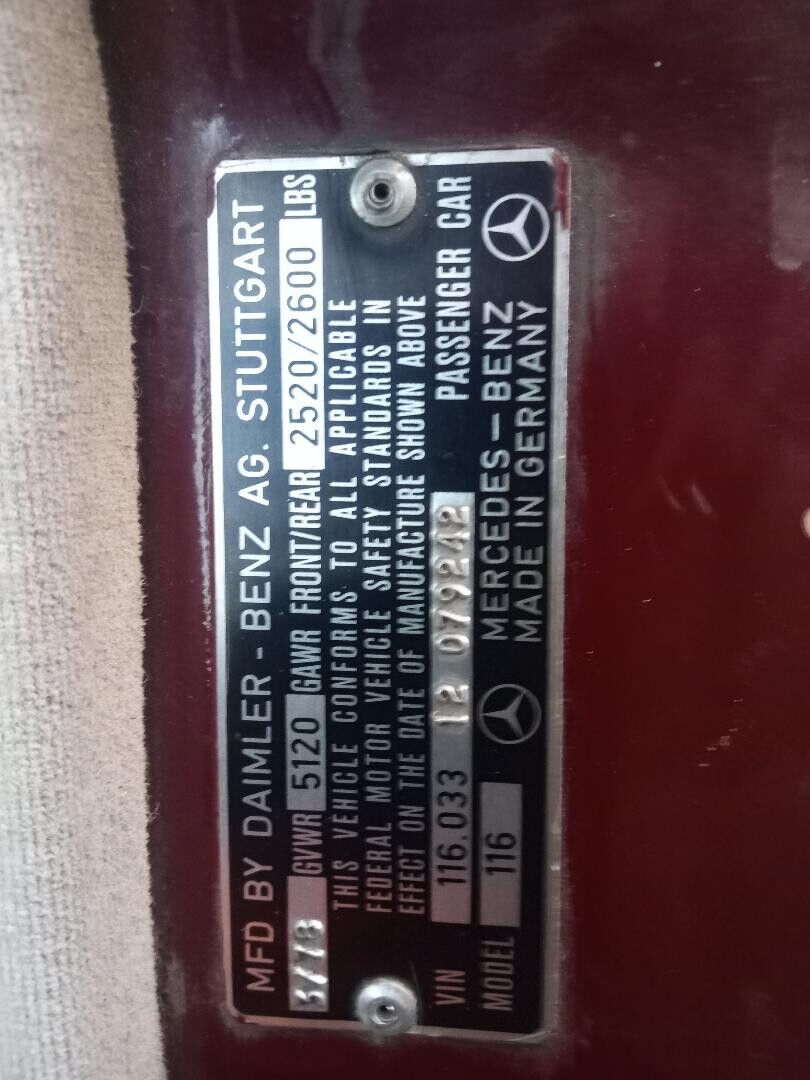 MFD BY DAIMLER - BENZ AG. STUTTGART
3/78 GVWR 5120 GAWR FRONT/REAR 2520/2600 LBS
THIS VEHICLE CONFORMS TO ALL APPLICABLE
FEDERAL MOTOR VEHICLE SAFETY STANDARDS IN
EFFECT ON THE DATE OF MANUFACTURE SHOWN ABOVE
VIN 116.033 12 079242 PASSENGER CAR
MODEL 116 MERCEDES-BENZ
MADE IN GERMANY